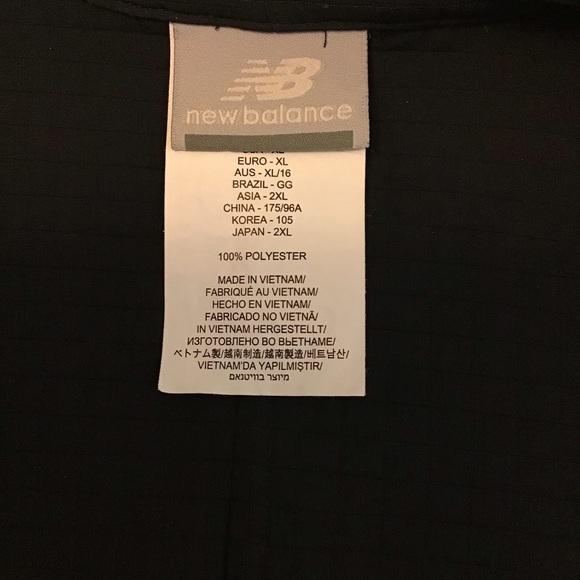 NB
new balance
EURO - XL
AUS - XL/16
BRAZIL - GG
ASIA - 2XL
CHINA - 175/96A
KOREA - 105
JAPAN - 2XL
100% POLYESTER
MADE IN VIETNAM/
FABRIQUÉ AU VIETNAM/
HECHO EN VIETNAM/
FABRICADO NO VIETNÃ/
IN VIETNAM HERGESTELLT/
ИЗГОТОВЛЕНО ВО ВЬЕТНАМЕ/
ベトナム製/越南制造/越南製造/베트남산/
VIETNAM'DA YAPILMIŞTIR/
מיוצר בוויטנאם